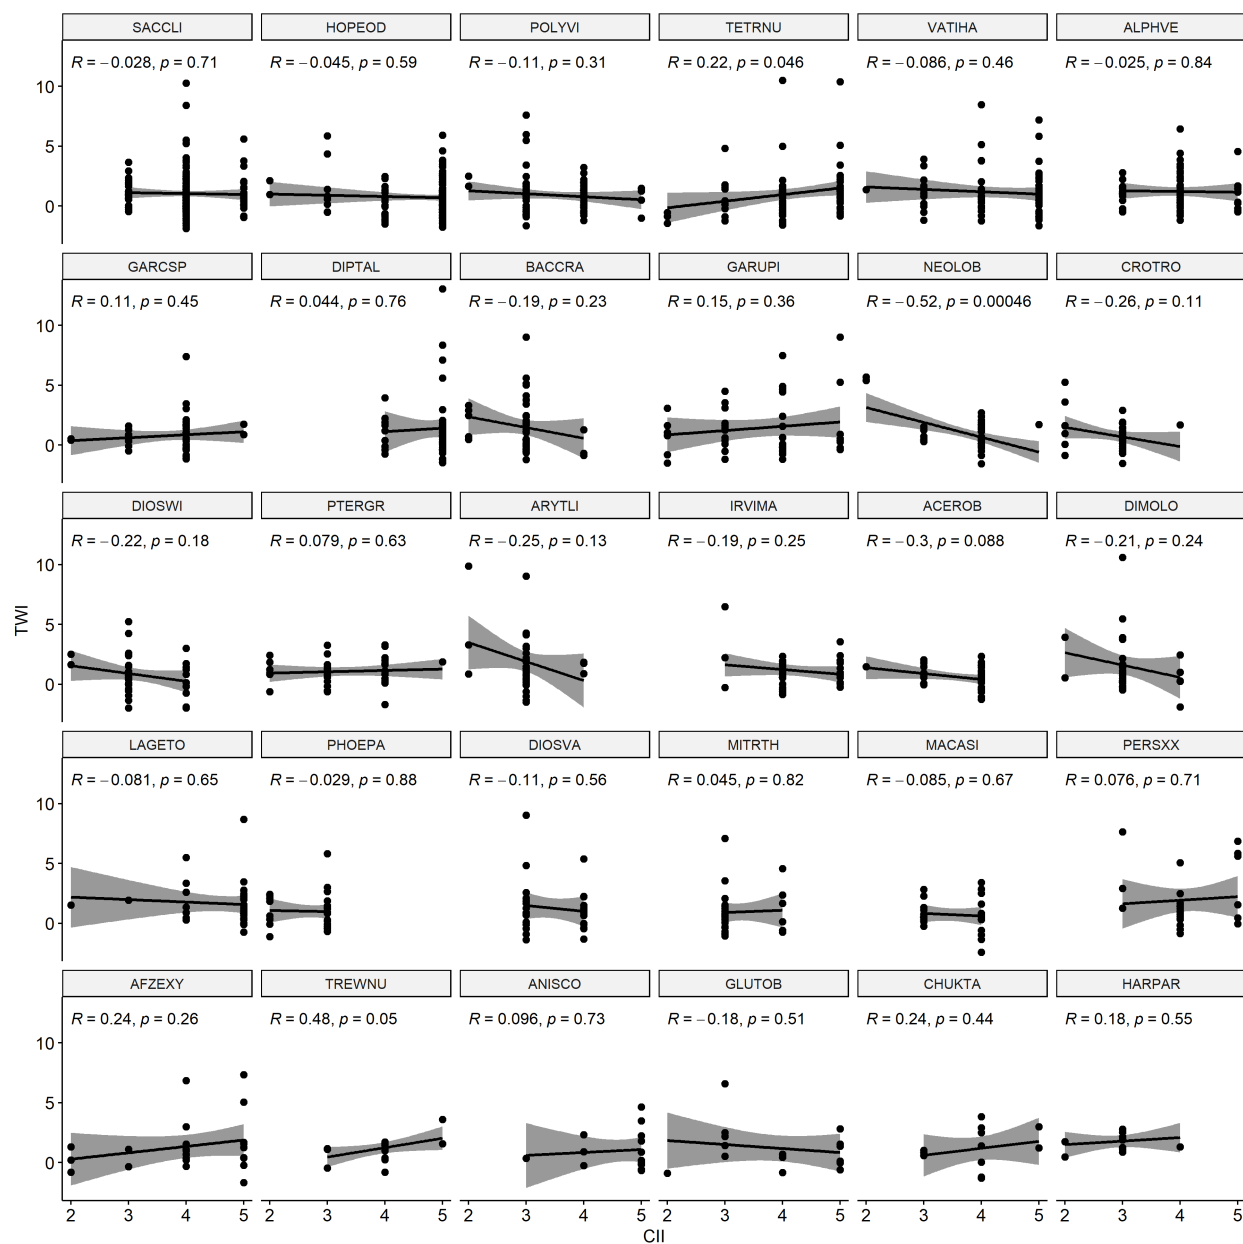 SACCLI HOPEOD POLYVI TETRNU VATIHA ALPHVE
R = −0.028, p = 0.71 R = −0.045, p = 0.59 R = −0.11, p = 0.31 R = 0.22, p = 0.046 R = −0.086, p = 0.46 R = −0.025, p = 0.84
10
5
0
GARCSP DIPTAL BACCRA GARUPI NEOLOB CROTRO
R = 0.11, p = 0.45 R = 0.044, p = 0.76 R = −0.19, p = 0.23 R = 0.15, p = 0.36 R = −0.52, p = 0.00046 R = −0.26, p = 0.11
10
5
0
DIOSWI PTERGR ARYTLI IRVIMA ACEROB DIMOLO
R = −0.22, p = 0.18 R = 0.079, p = 0.63 R = −0.25, p = 0.13 R = −0.19, p = 0.25 R = −0.3, p = 0.088 R = −0.21, p = 0.24
10
5
0
TWI
LAGETO PHOEPA DIOSVA MITRTH MACASI PERSXX
R = −0.081, p = 0.65 R = −0.029, p = 0.88 R = −0.11, p = 0.56 R = 0.045, p = 0.82 R = −0.085, p = 0.67 R = 0.076, p = 0.71
10
5
0
AFZEXY TREWNU ANISCO GLUTOB CHUKTA HARPAR
R = 0.24, p = 0.26 R = 0.48, p = 0.05 R = 0.096, p = 0.73 R = −0.18, p = 0.51 R = 0.24, p = 0.44 R = 0.18, p = 0.55
10
5
0
2 3 4 5 2 3 4 5 2 3 4 5 2 3 4 5 2 3 4 5 2 3 4 5
CII